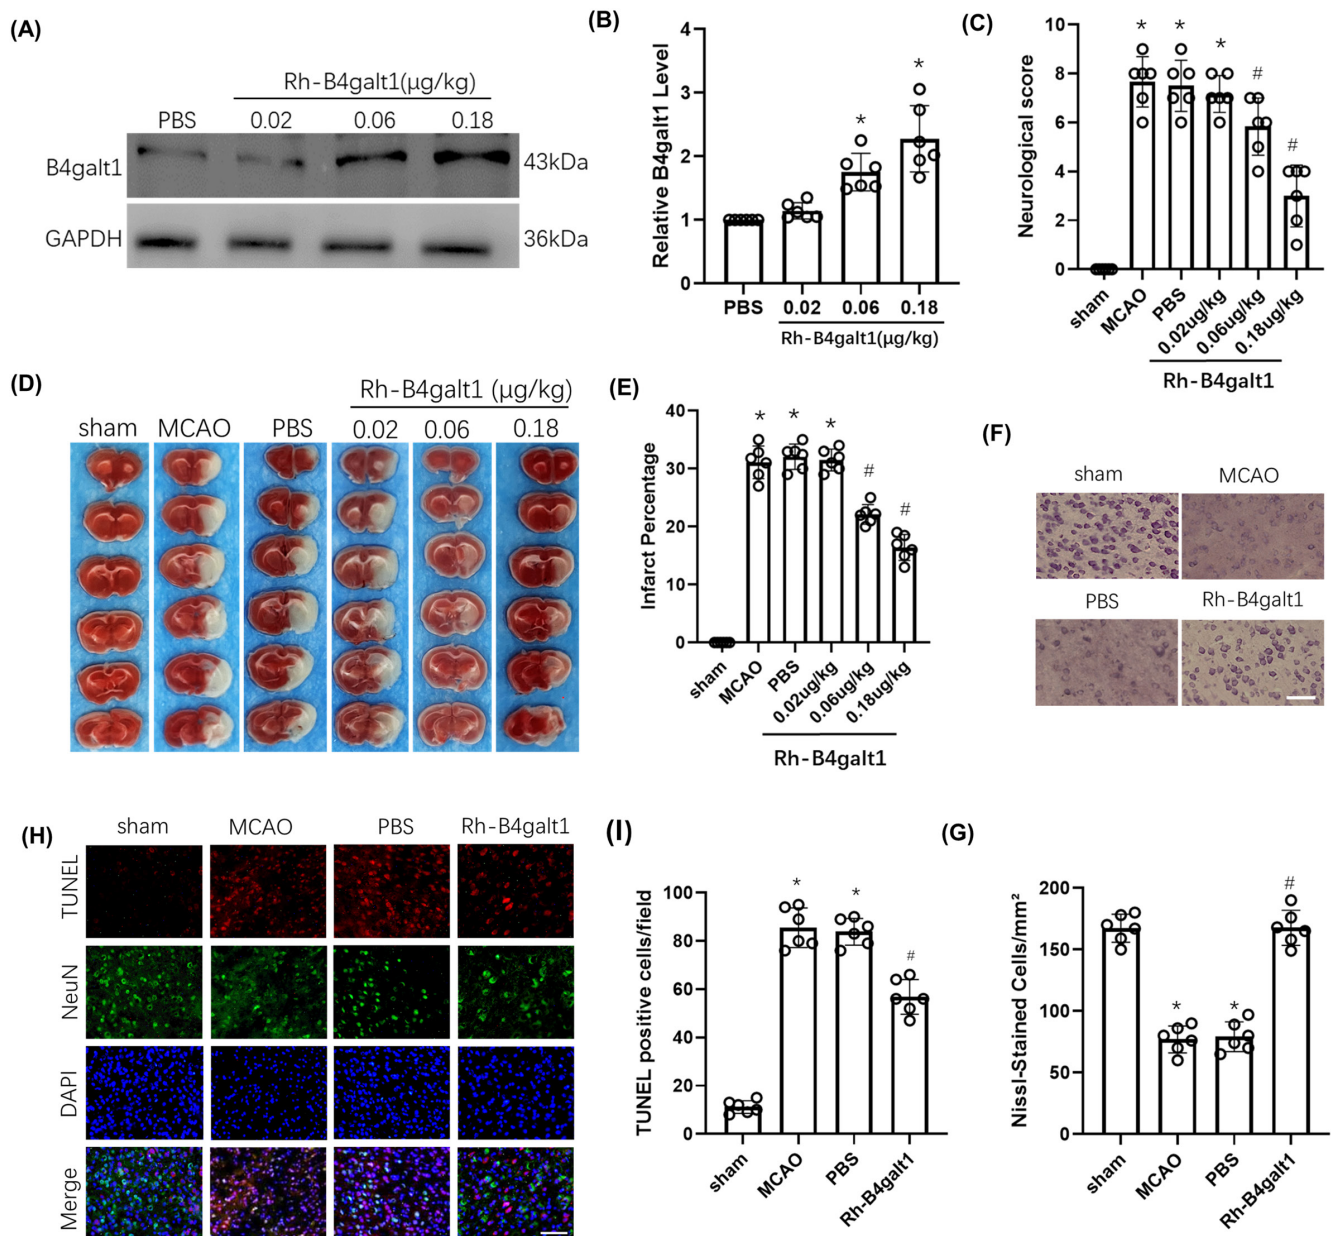 (A)
Rh-B4galt1(μg/kg)
PBS 0.02 0.06 0.18
B4galt1 43kDa
GAPDH 36kDa
(B)
Relative B4galt1 Level
4
3
2
1
0
* *
PBS 0.02 0.06 0.18
Rh-B4galt1(μg/kg)
(C)
Neurological score
10
8
6
4
2
0
* * * # #
sham MCAO PBS 0.02ug/kg 0.06ug/kg 0.18ug/kg
Rh-B4galt1
(D)
Rh-B4galt1 (μg/kg)
sham MCAO PBS 0.02 0.06 0.18
(E)
Infarct Percentage
40
30
20
10
0
* * * # #
sham MCAO PBS 0.02ug/kg 0.06ug/kg 0.18ug/kg
Rh-B4galt1
(F)
sham MCAO
PBS Rh-B4galt1
(H)
sham MCAO PBS Rh-B4galt1
TUNEL
NeuN
DAPI
Merge
(I)
TUNEL positive cells/field
100
80
60
40
20
0
* * #
sham MCAO PBS Rh-B4galt1
(G)
Nissl-Stained Cells/mm²
200
150
100
50
0
* * #
sham MCAO PBS Rh-B4galt1